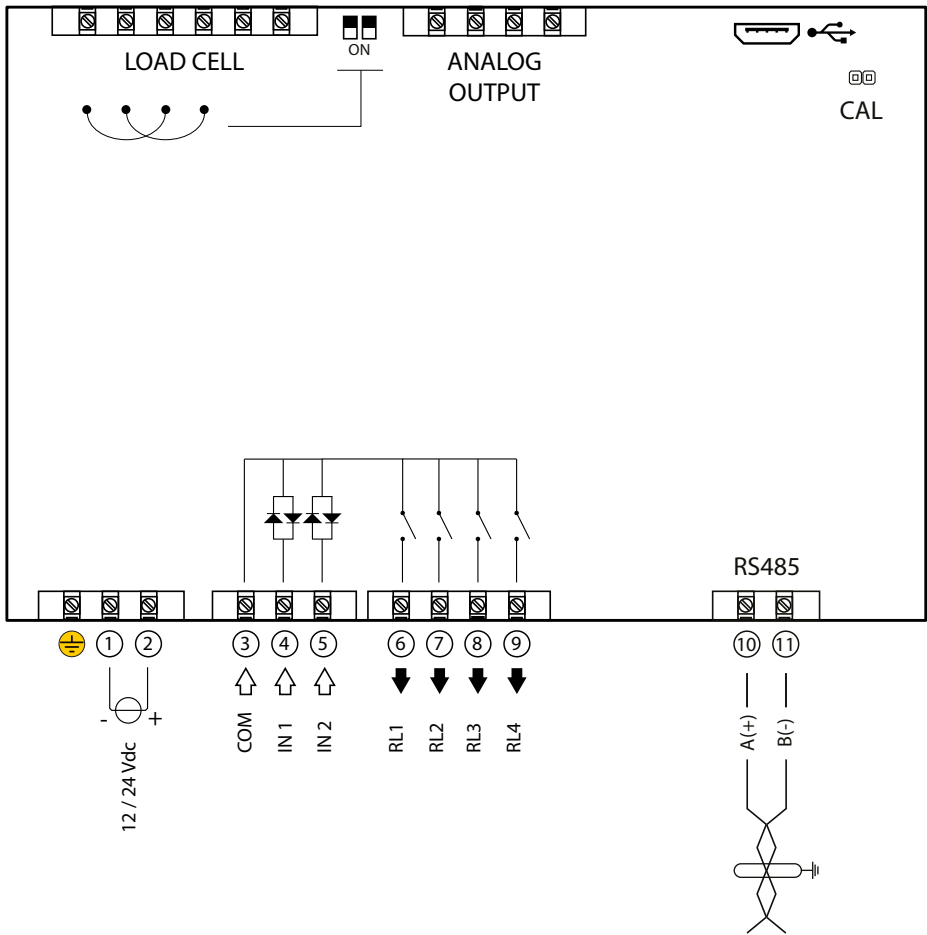 ON
LOAD CELL
ANALOG
OUTPUT
CAL
RS485
1 2 3 4 5 6 7 8 9 10 11
- +
12 / 24 Vdc
COM
IN 1
IN 2
RL1
RL2
RL3
RL4
A(+)
B(-)